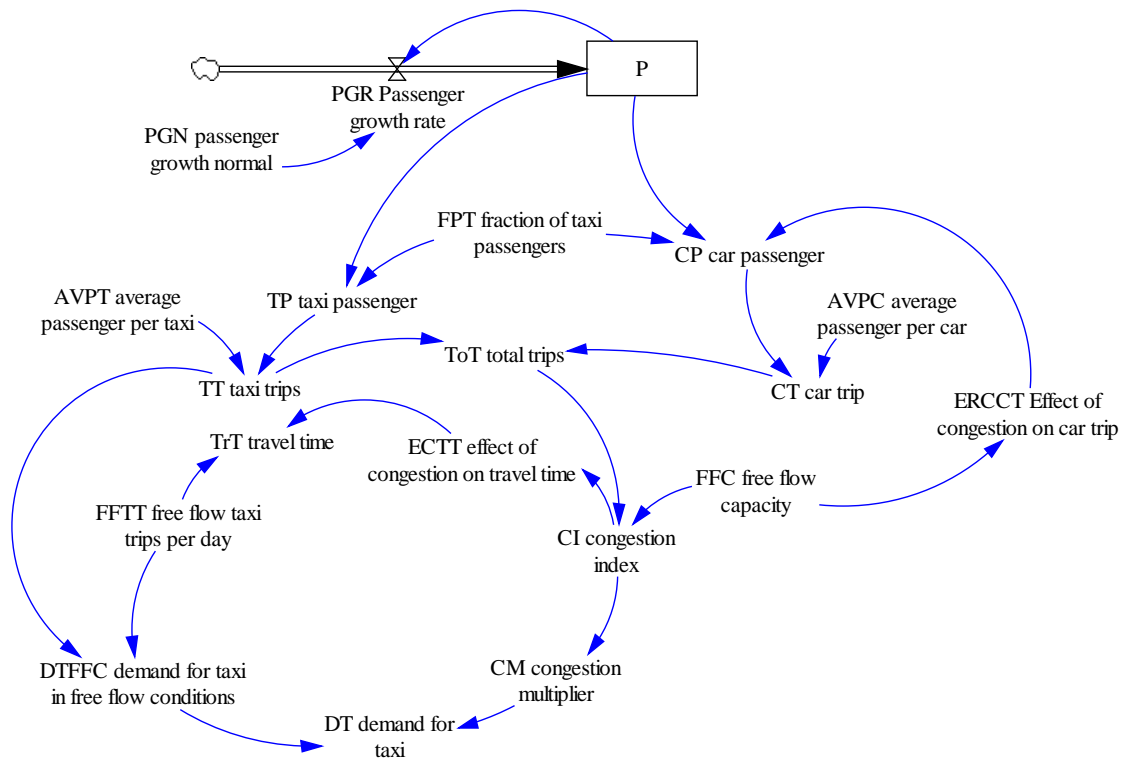 P
PGR Passenger
growth rate
PGN passenger
growth normal
FPT fraction of taxi
passengers
CP car passenger
AVPT average
passenger per taxi
TP taxi passenger
AVPC average
passenger per car
ToT total trips
TT taxi trips
CT car trip
ERCCT Effect of
congestion on car trip
TrT travel time
ECTT effect of
congestion on travel time
FFC free flow
capacity
FFTT free flow taxi
trips per day
CI congestion
index
DTFFC demand for taxi
in free flow conditions
CM congestion
multiplier
DT demand for
taxi